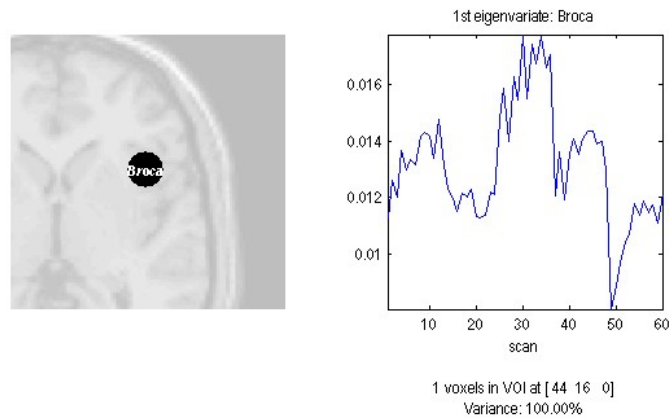 1st eigenvariate: Broca
Broca
0.016
0.014
0.012
0.01
10 20 30 40 50 60
scan
1 voxels in VOI at [ 44 16 0]
Variance: 100.00%